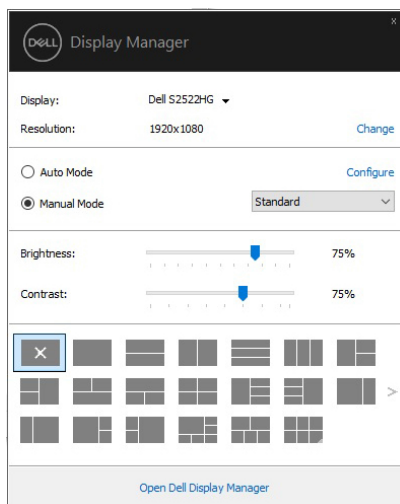 DELL Display Manager
x
Display: Dell S2522HG
Resolution: 1920x1080 Change
Auto Mode Configure
Manual Mode Standard
Brightness: 75%
Contrast: 75%
Open Dell Display Manager